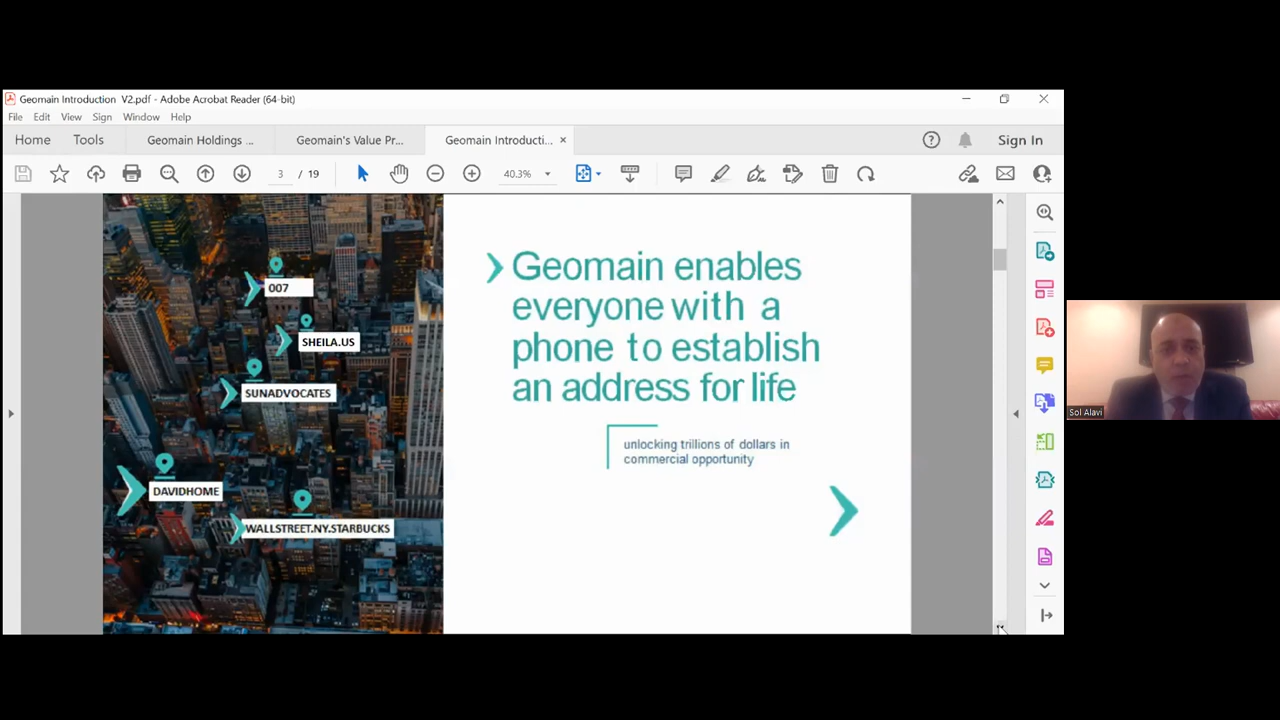 Geomain Introduction V2.pdf - Adobe Acrobat Reader (64-bit)
File Edit View Sign Window Help
Home Tools Geomain Holdings ... Geomain's Value Pr... Geomain Introducti... × Sign In
3 / 19 40.3%
007
SHEILA.US
SUNADVOCATES
DAVIDHOME
WALLSTREET.NY.STARBUCKS
Geomain enables
everyone with a
phone to establish
an address for life
unlocking trillions of dollars in
commercial opportunity
Sol Alavi